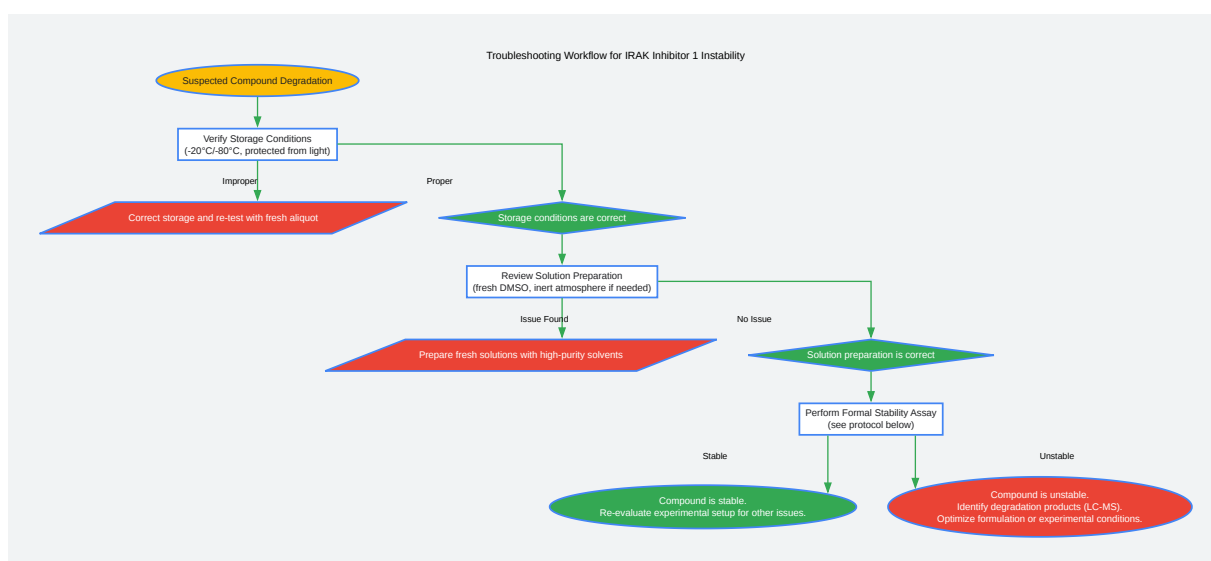 Troubleshooting Workflow for IRAK Inhibitor 1 Instability
Suspected Compound Degradation
Verify Storage Conditions
(-20°C/-80°C, protected from light)
Improper
Proper
Correct storage and re-test with fresh aliquot
Storage conditions are correct
Review Solution Preparation
(fresh DMSO, inert atmosphere if needed)
Issue Found
No Issue
Prepare fresh solutions with high-purity solvents
Solution preparation is correct
Perform Formal Stability Assay
(see protocol below)
Stable
Unstable
Compound is stable.
Re-evaluate experimental setup for other issues.
Compound is unstable.
Identify degradation products (LC-MS).
Optimize formulation or experimental conditions.